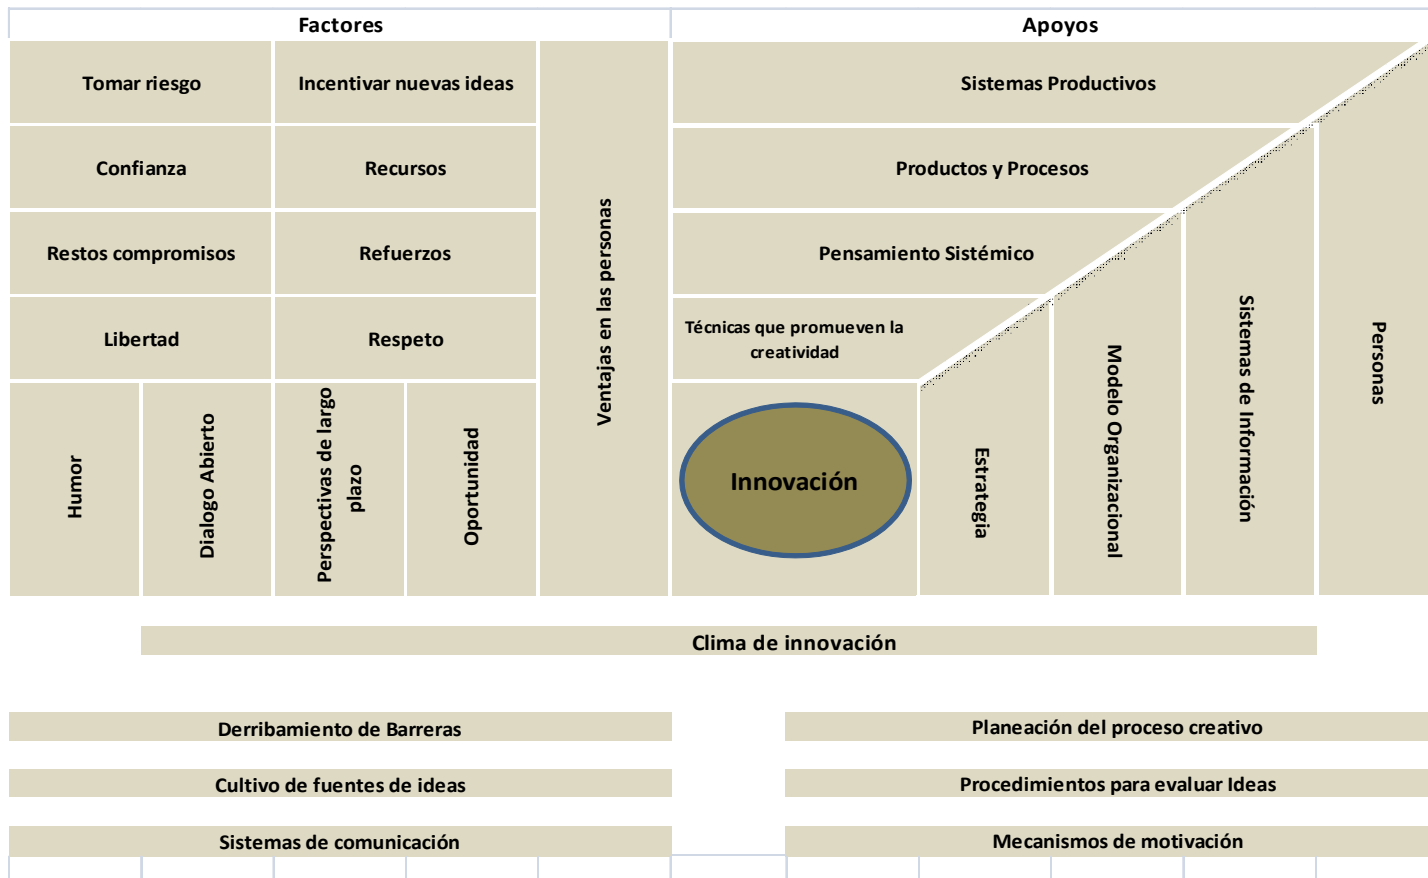 Factores
Apoyos
Tomar riesgo
Incentivar nuevas ideas
Sistemas Productivos
Confianza
Recursos
Productos y Procesos
Restos compromisos
Refuerzos
Pensamiento Sistémico
Libertad
Respeto
Técnicas que promueven la
creatividad
Humor
Dialogo Abierto
Perspectivas de largo
plazo
Oportunidad
Ventajas en las personas
Innovación
Estrategia
Modelo Organizacional
Sistemas de Información
Personas
Clima de innovación
Derribamiento de Barreras
Planeación del proceso creativo
Cultivo de fuentes de ideas
Procedimientos para evaluar Ideas
Sistemas de comunicación
Mecanismos de motivación